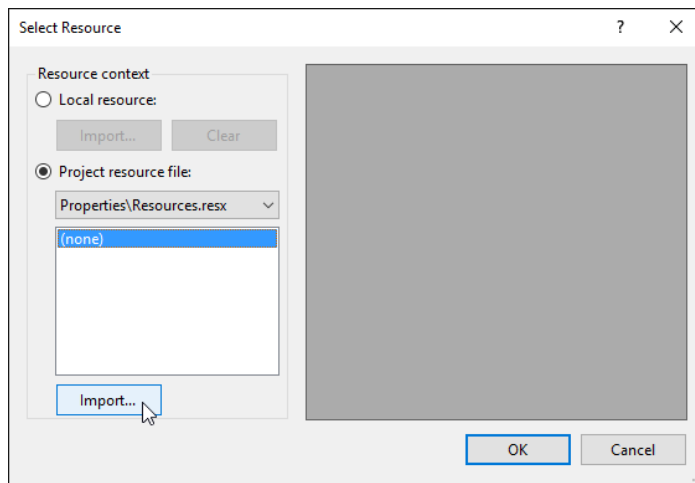 Select Resource
?
Resource context
Local resource:
Import... Clear
Project resource file:
Properties\Resources.resx
(none)
Import...
OK Cancel